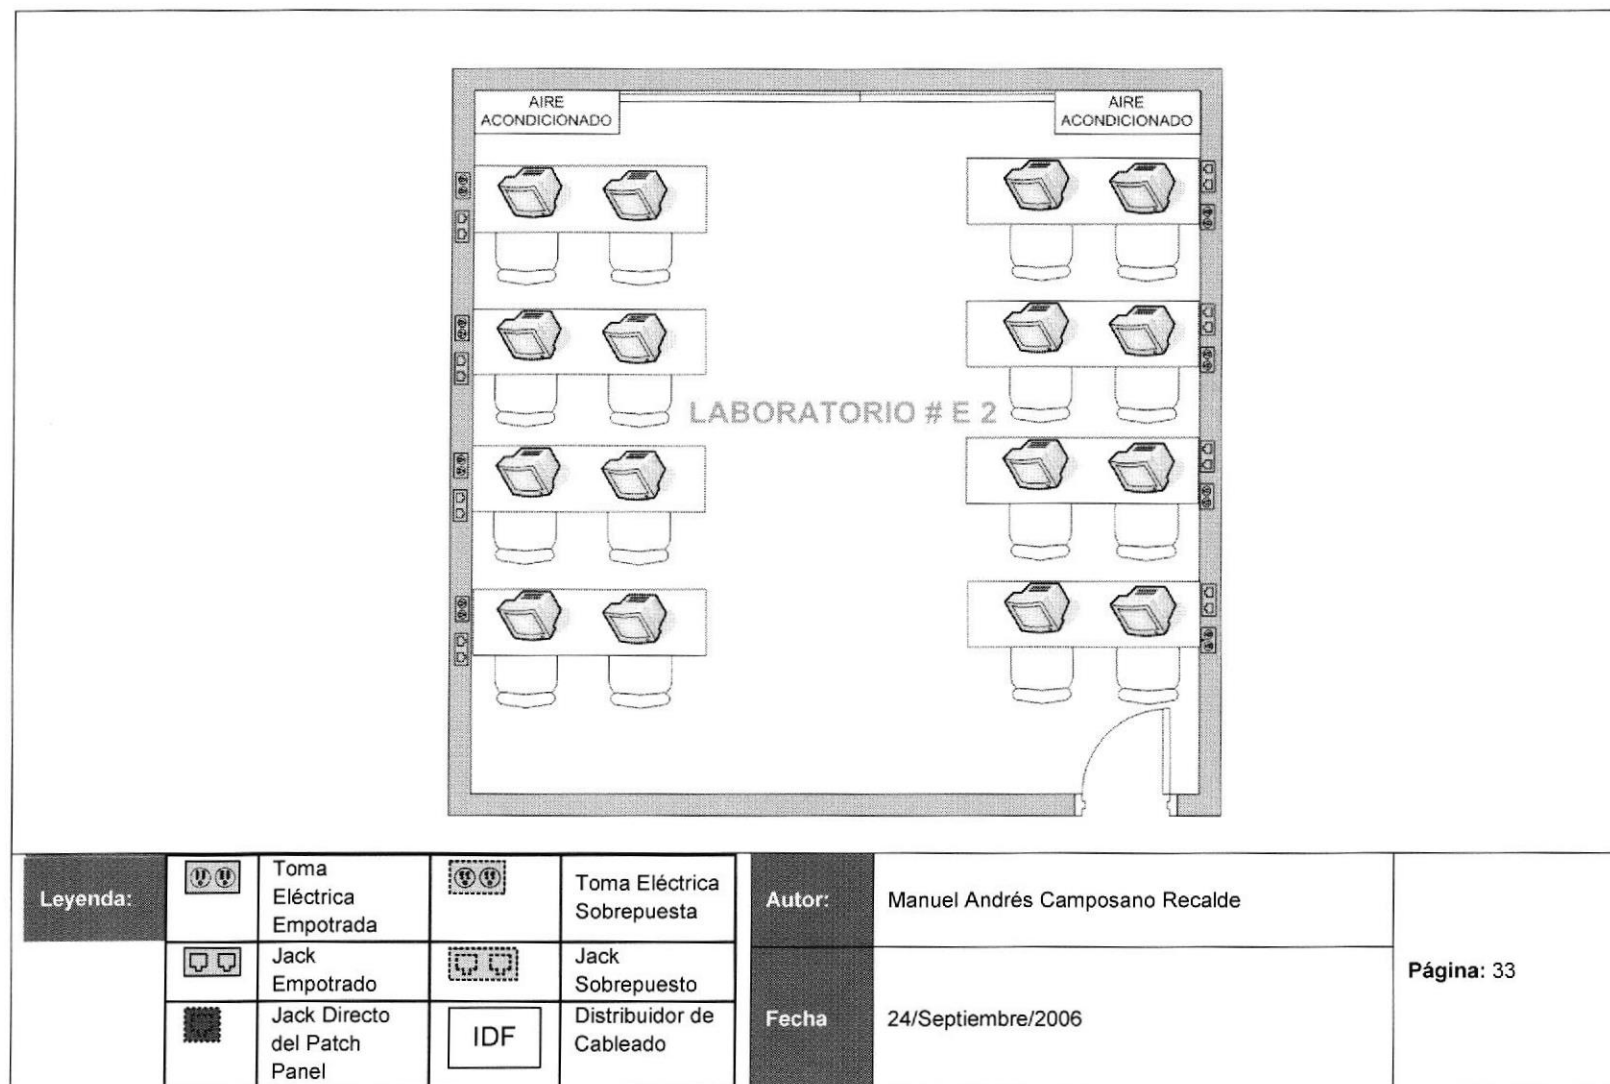 AIRE
ACONDICIONADO
AIRE
ACONDICIONADO
LABORATORIO # E 2
Leyenda:
Toma
Eléctrica
Empotrada
Toma Eléctrica
Sobrepuesta
Jack
Empotrado
Jack
Sobrepuesto
Jack Directo
del Patch
Panel
IDF
Distribuidor de
Cableado
Autor:
Manuel Andrés Camposano Recalde
Fecha
24/Septiembre/2006
Página: 33